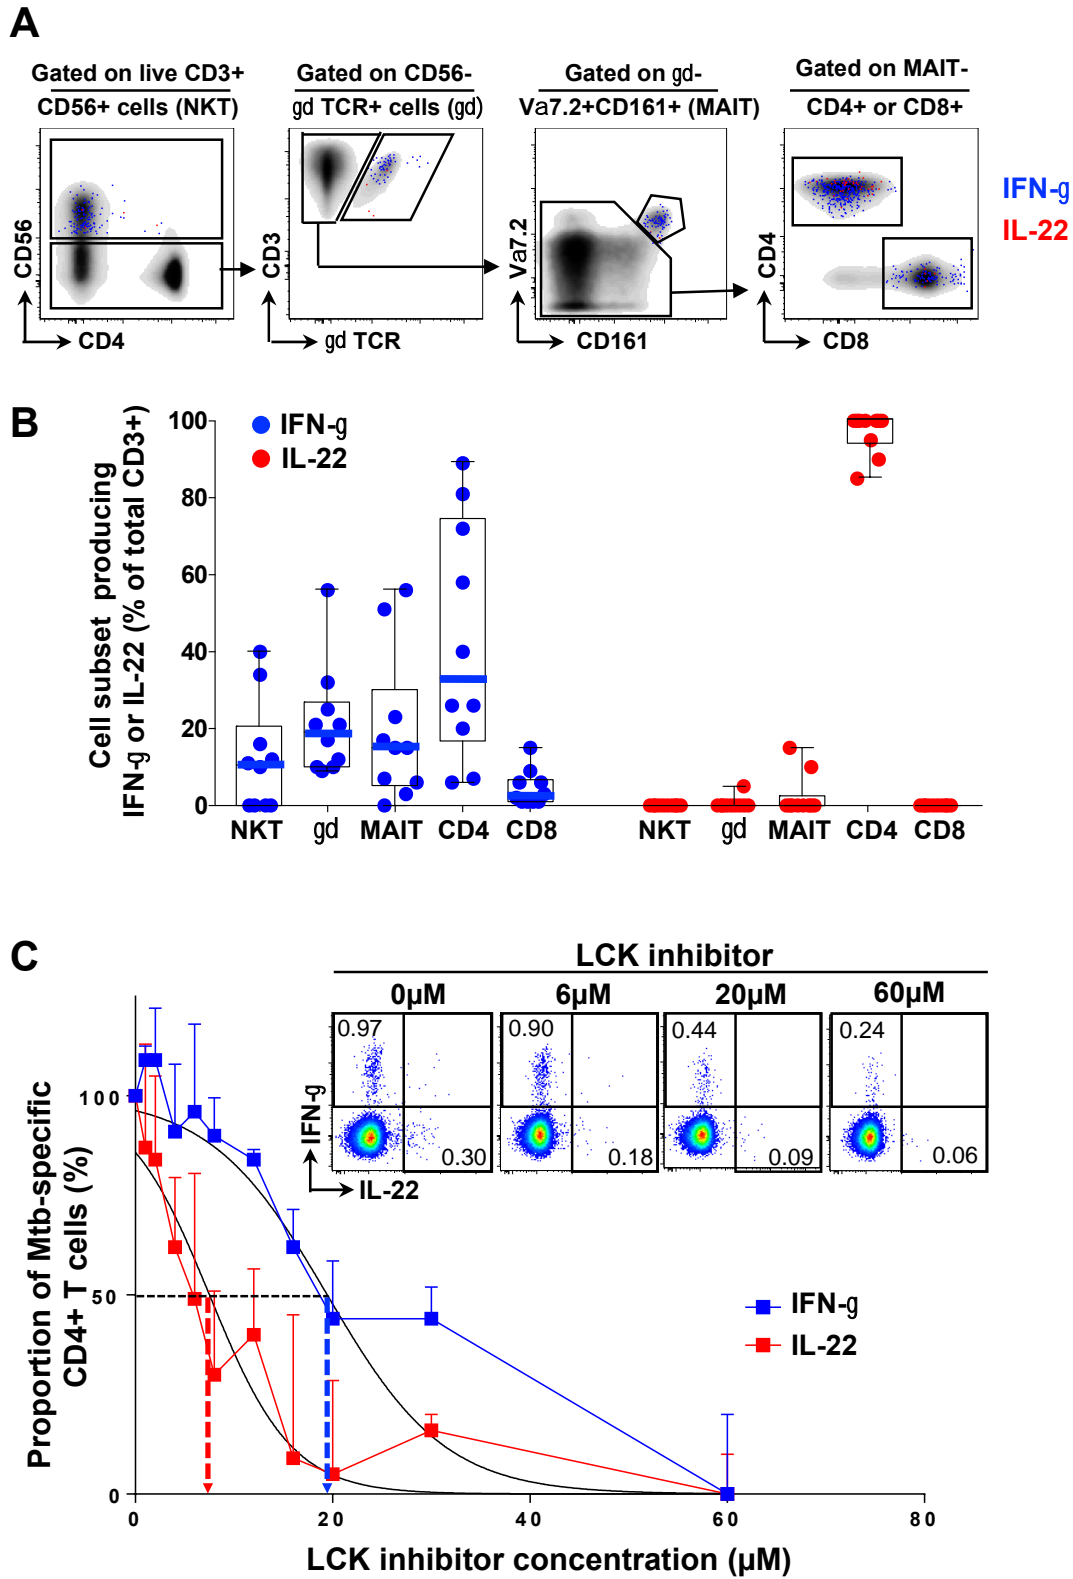 A
Gated on live CD3+
CD56+ cells (NKT)
Gated on CD56-
gd TCR+ cells (gd)
Gated on gd-
Va7.2+CD161+ (MAIT)
Gated on MAIT-
CD4+ or CD8+
CD56
CD4
CD3
gd TCR
Va7.2
CD161
CD4
CD8
IFN-g
IL-22
B
Cell subset producing
IFN-g or IL-22 (% of total CD3+)
100
80
60
40
20
0
IFN-g
IL-22
NKT gd MAIT CD4 CD8 NKT gd MAIT CD4 CD8
C
LCK inhibitor
0µM 6µM 20µM 60µM
0.97 0.90 0.44 0.24
0.30 0.18 0.09 0.06
IFN-g
IL-22
Proportion of Mtb-specific
CD4+ T cells (%)
100
50
0
IFN-g
IL-22
0 20 40 60 80
LCK inhibitor concentration (µM)